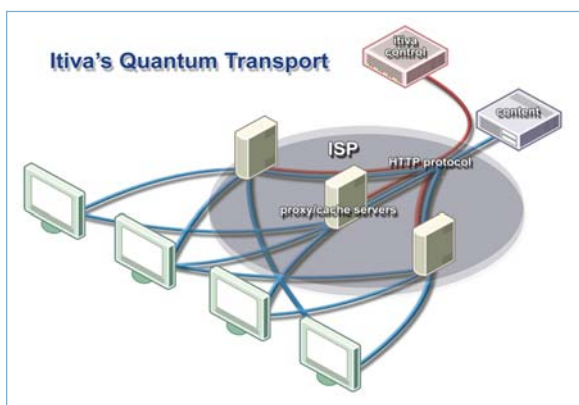 Itiva's Quantum Transport
itiva
control
content
ISP
HTTP protocol
proxy/cache servers